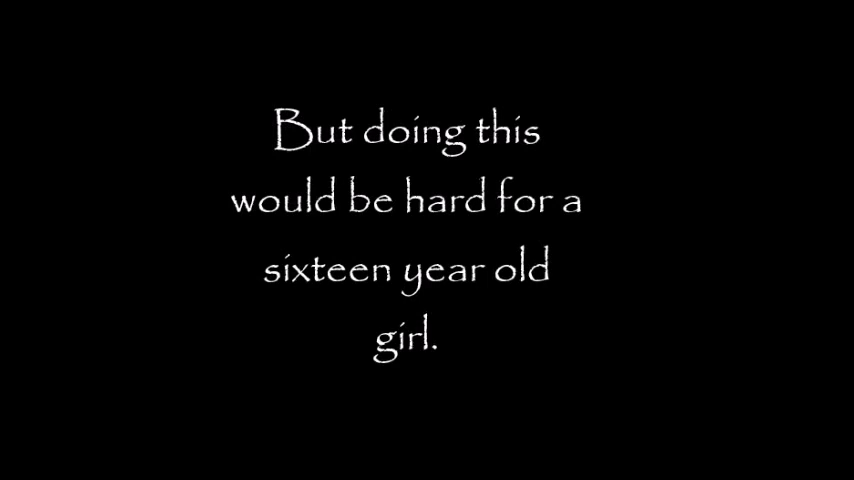 But doing this
would be hard for a
sixteen year old
girl.